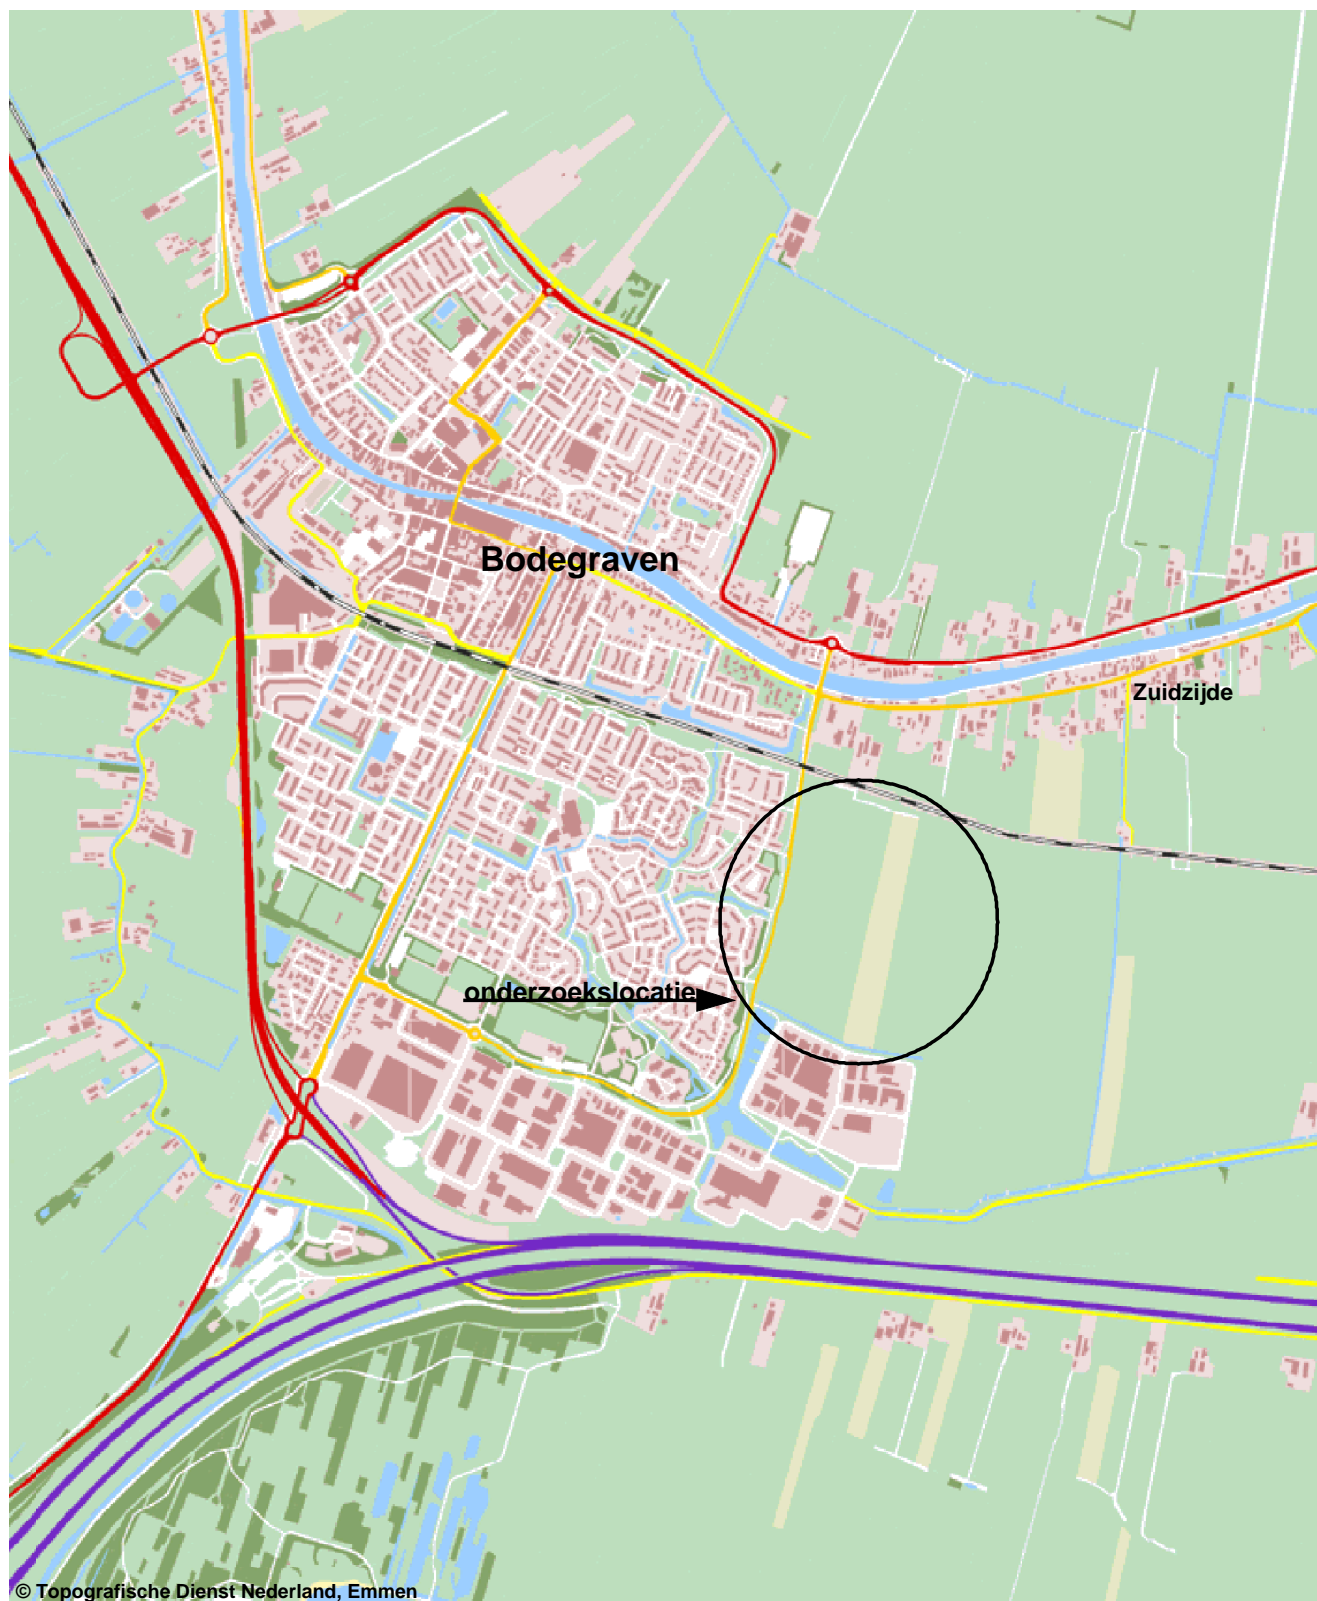 Bodegraven
Zuidzijde
onderzoekslocatie
© Topografische Dienst Nederland, Emmen